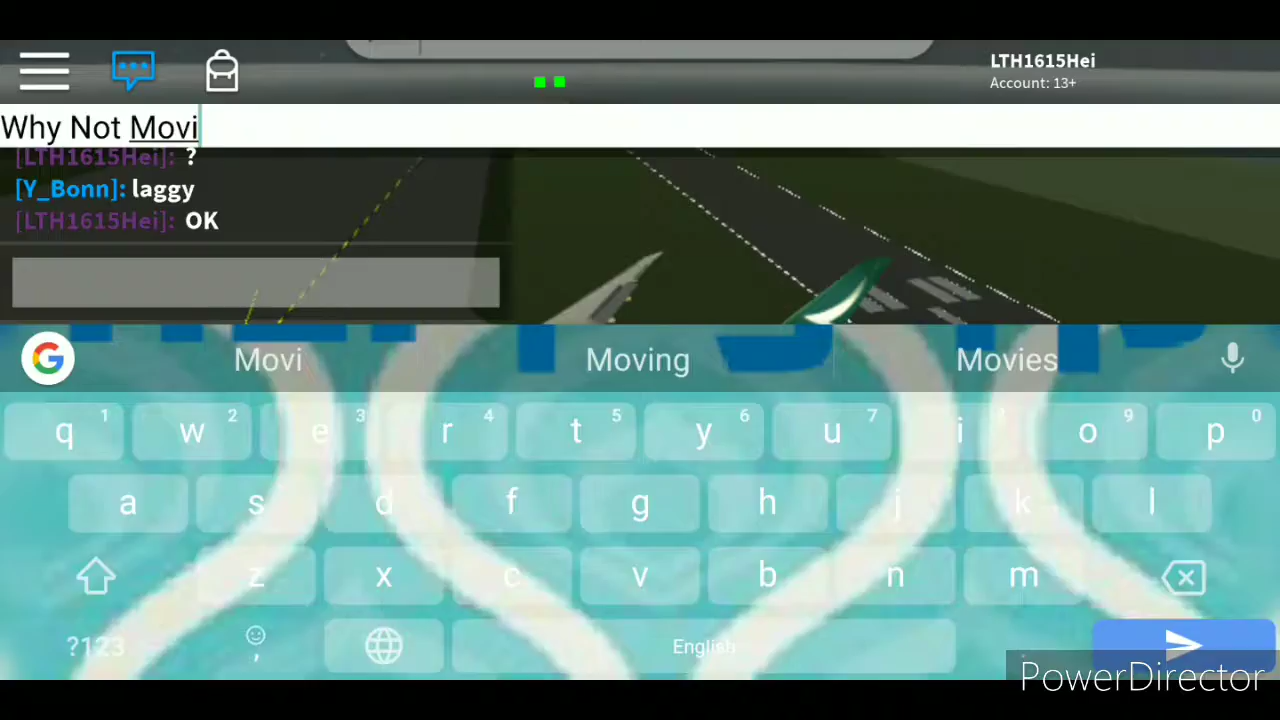 LTH1615Hei
Account: 13+
Why Not Movi
[LTH1615Hei]: ?
[Y_Bonn]: laggy
[LTH1615Hei]: OK
G Movi Moving Movies
q 1 w 2 e 3 r 4 t 5 y 6 u 7 i 8 o 9 p 0
a s d f g h j k l
z x c v b n m
?123 , English .
PowerDirector